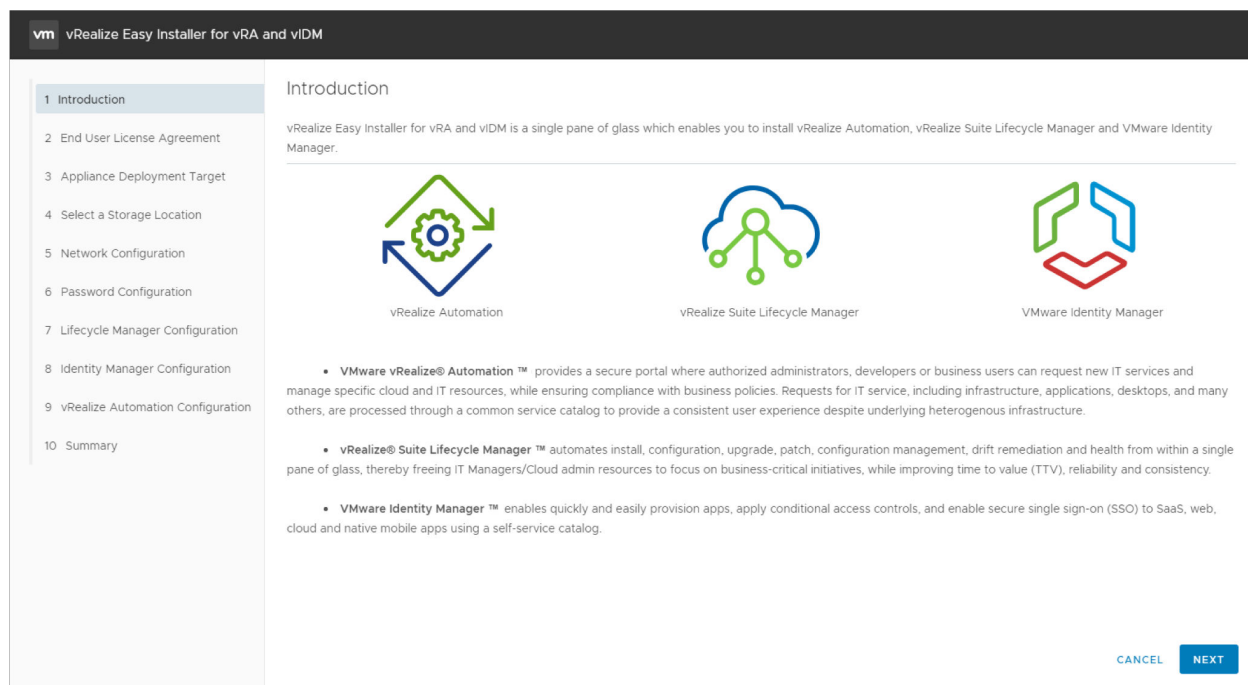 vm vRealize Easy Installer for vRA and vIDM
1 Introduction
2 End User License Agreement
3 Appliance Deployment Target
4 Select a Storage Location
5 Network Configuration
6 Password Configuration
7 Lifecycle Manager Configuration
8 Identity Manager Configuration
9 vRealize Automation Configuration
10 Summary
Introduction
vRealize Easy Installer for vRA and vIDM is a single pane of glass which enables you to install vRealize Automation, vRealize Suite Lifecycle Manager and VMware Identity
Manager.
vRealize Automation
vRealize Suite Lifecycle Manager
VMware Identity Manager
• VMware vRealize® Automation ™ provides a secure portal where authorized administrators, developers or business users can request new IT services and
manage specific cloud and IT resources, while ensuring compliance with business policies. Requests for IT service, including infrastructure, applications, desktops, and many
others, are processed through a common service catalog to provide a consistent user experience despite underlying heterogenous infrastructure.
• vRealize® Suite Lifecycle Manager ™ automates install, configuration, upgrade, patch, configuration management, drift remediation and health from within a single
pane of glass, thereby freeing IT Managers/Cloud admin resources to focus on business-critical initiatives, while improving time to value (TTV), reliability and consistency.
• VMware Identity Manager ™ enables quickly and easily provision apps, apply conditional access controls, and enable secure single sign-on (SSO) to SaaS, web,
cloud and native mobile apps using a self-service catalog.
CANCEL
NEXT